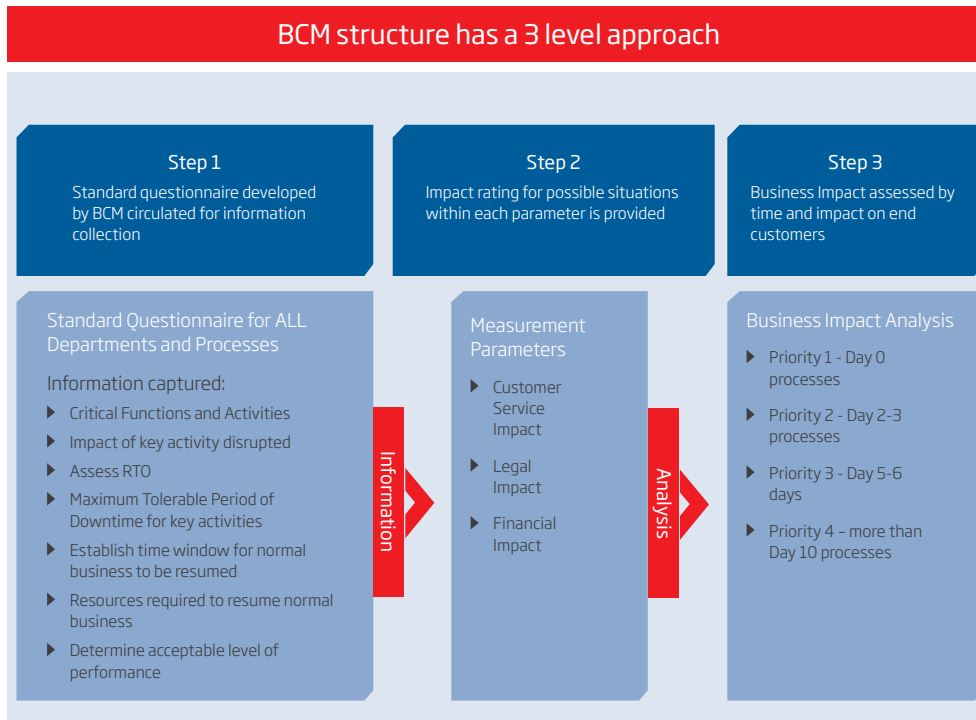 BCM structure has a 3 level approach
Step 1
Standard questionnaire developed
by BCM circulated for information
collection
Step 2
Impact rating for possible situations
within each parameter is provided
Step 3
Business Impact assessed by
time and impact on end
customers
Standard Questionnaire for ALL
Departments and Processes
Information captured:
Critical Functions and Activities
Impact of key activity disrupted
Assess RTO
Maximum Tolerable Period of
Downtime for key activities
Establish time window for normal
business to be resumed
Resources required to resume normal
business
Determine acceptable level of
performance
Information
Measurement
Parameters
Customer
Service
Impact
Legal
Impact
Financial
Impact
Analysis
Business Impact Analysis
Priority 1 - Day 0
processes
Priority 2 - Day 2-3
processes
Priority 3 - Day 5-6
days
Priority 4 – more than
Day 10 processes